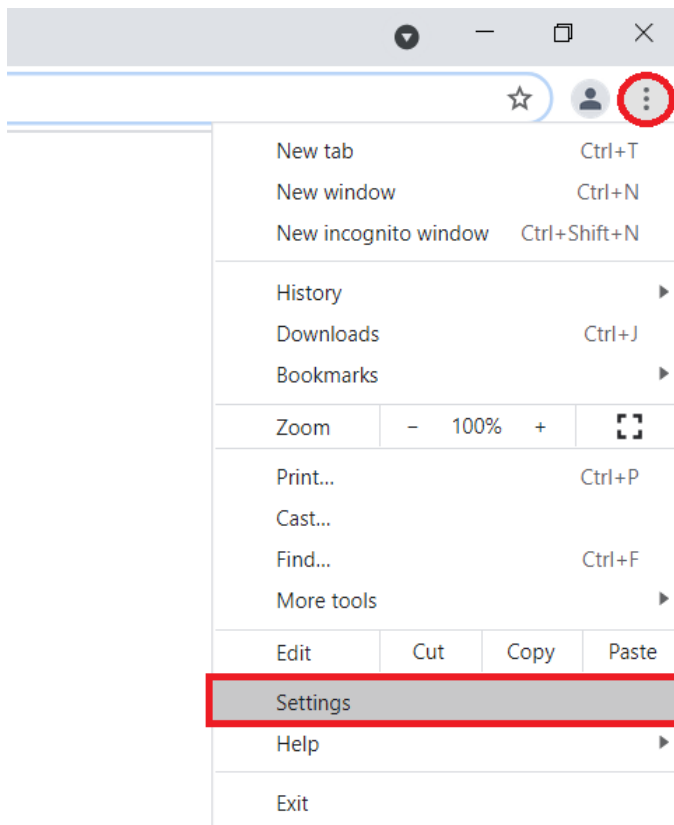 New tab Ctrl+T
New window Ctrl+N
New incognito window Ctrl+Shift+N
History
Downloads Ctrl+J
Bookmarks
Zoom - 100% +
Print... Ctrl+P
Cast...
Find... Ctrl+F
More tools
Edit Cut Copy Paste
Settings
Help
Exit